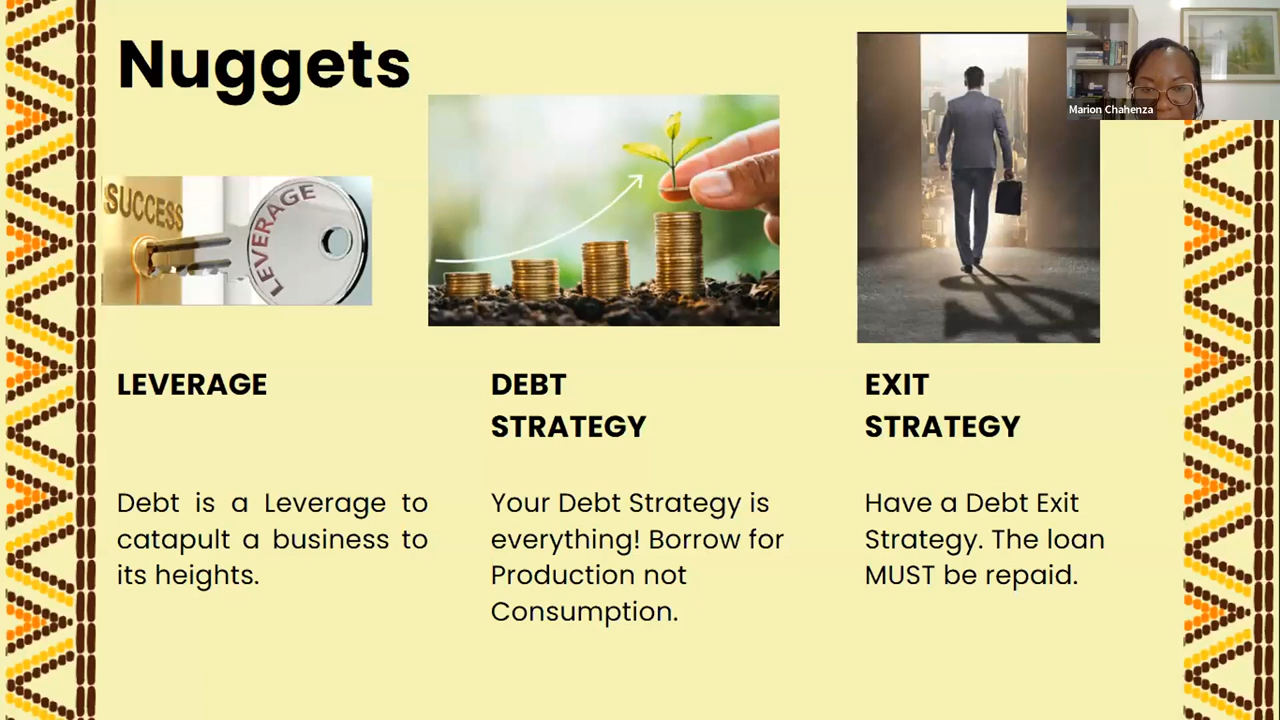 Nuggets
Marion Chahenza
SUCCESS
LEVERAGE
LEVERAGE
Debt is a Leverage to
catapult a business to
its heights.
DEBT
STRATEGY
Your Debt Strategy is
everything! Borrow for
Production not
Consumption.
EXIT
STRATEGY
Have a Debt Exit
Strategy. The loan
MUST be repaid.